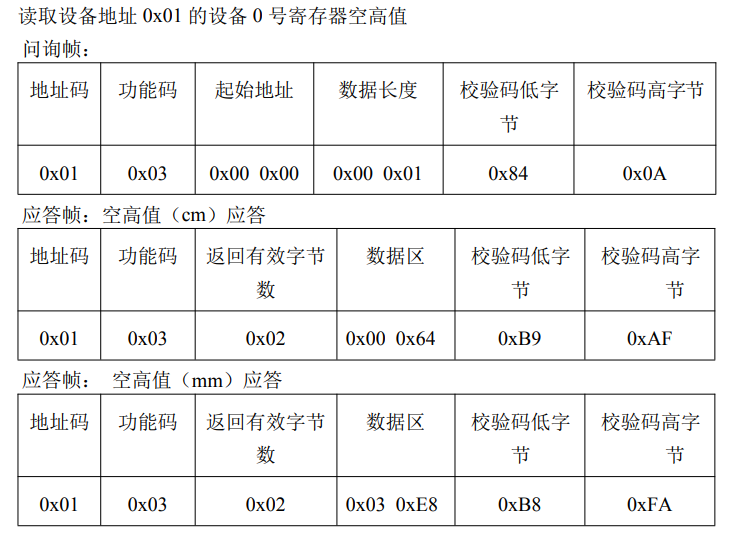 读取设备地址 0x01 的设备 0 号寄存器空高值
问询帧:
地址码 功能码 起始地址 数据长度 校验码低字节 校验码高字节
0x01 0x03 0x00 0x00 0x00 0x01 0x84 0x0A
应答帧: 空高值（cm）应答
地址码 功能码 返回有效字节数 数据区 校验码低字节 校验码高字节
0x01 0x03 0x02 0x00 0x64 0xB9 0xAF
应答帧: 空高值（mm）应答
地址码 功能码 返回有效字节数 数据区 校验码低字节 校验码高字节
0x01 0x03 0x02 0x03 0xE8 0xB8 0xFA